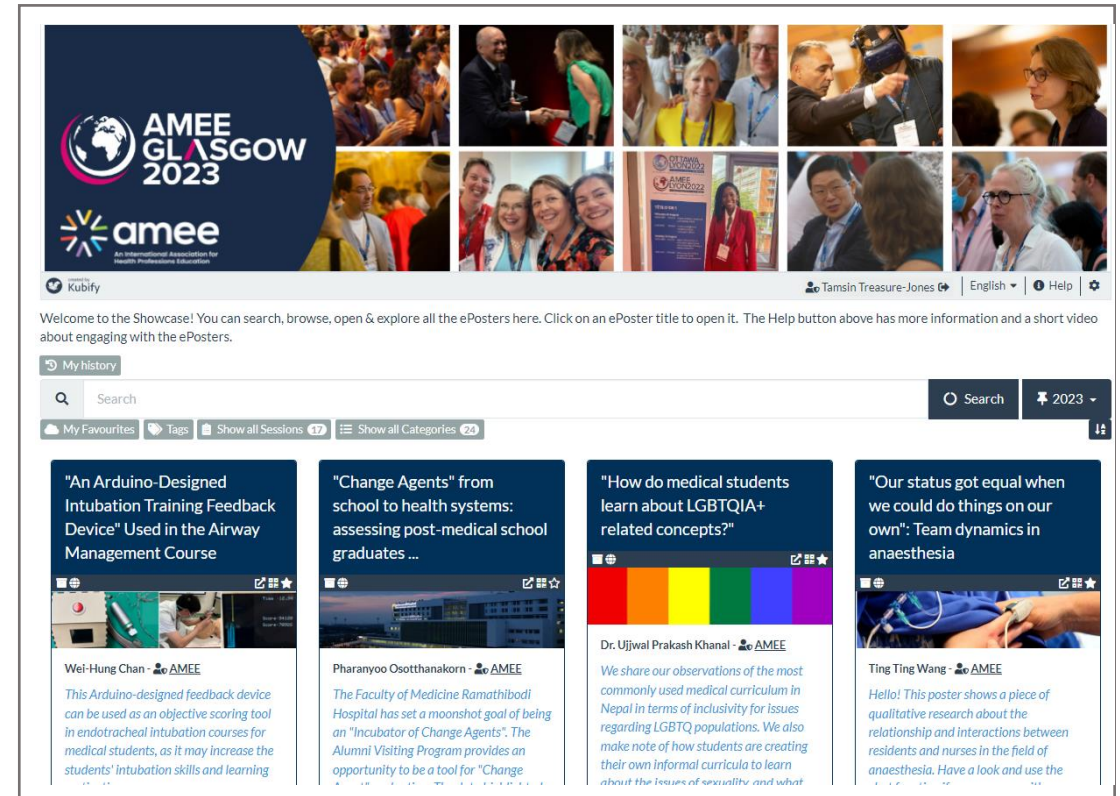 AMEE
GLASGOW
2023
amee
An International Association for
Health Professions Education
OTTAWA
LYON2022
AMEE
LYON2022
created by
Kubify
Tamsin Treasure-Jones
English
Help
Welcome to the Showcase! You can search, browse, open & explore all the ePosters here. Click on an ePoster title to open it. The Help button above has more information and a short video
about engaging with the ePosters.
My history
Search
Search
2023
My Favourites
Tags
Show all Sessions 17
Show all Categories 24
"An Arduino-Designed
Intubation Training Feedback
Device" Used in the Airway
Management Course
Wei-Hung Chan - AMEE
This Arduino-designed feedback device
can be used as an objective scoring tool
in endotracheal intubation courses for
medical students, as it may increase the
students' intubation skills and learning
"Change Agents" from
school to health systems:
assessing post-medical school
graduates ...
Pharanyoo Osotthanakorn - AMEE
The Faculty of Medicine Ramathibodi
Hospital has set a moonshot goal of being
an "Incubator of Change Agents". The
Alumni Visiting Program provides an
opportunity to be a tool for "Change
"How do medical students
learn about LGBTQIA+
related concepts?"
Dr. Ujjwal Prakash Khanal - AMEE
We share our observations of the most
commonly used medical curriculum in
Nepal in terms of inclusivity for issues
regarding LGBTQ populations. We also
make note of how students are creating
their own informal curricula to learn
about the issues of sexuality, and what
"Our status got equal when
we could do things on our
own": Team dynamics in
anaesthesia
Ting Ting Wang - AMEE
Hello! This poster shows a piece of
qualitative research about the
relationship and interactions between
residents and nurses in the field of
anaesthesia. Have a look and use the